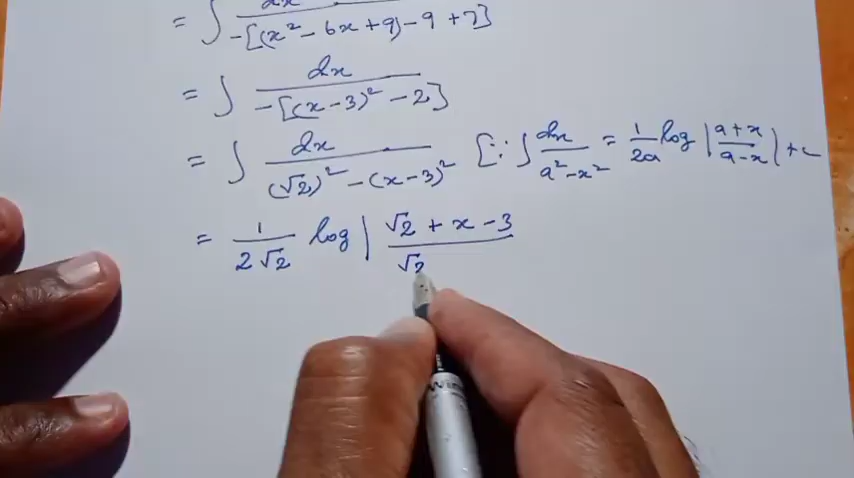 = ∫ dx / -[(x² - 6x + 9) - 9 + 7]
= ∫ dx / -[(x-3)² - 2]
= ∫ dx / (√2)² - (x-3)² [∵ ∫ dx / a² - x² = 1/2a log |a+x / a-x| + c
= 1 / 2√2 log | √2 + x - 3 / √2